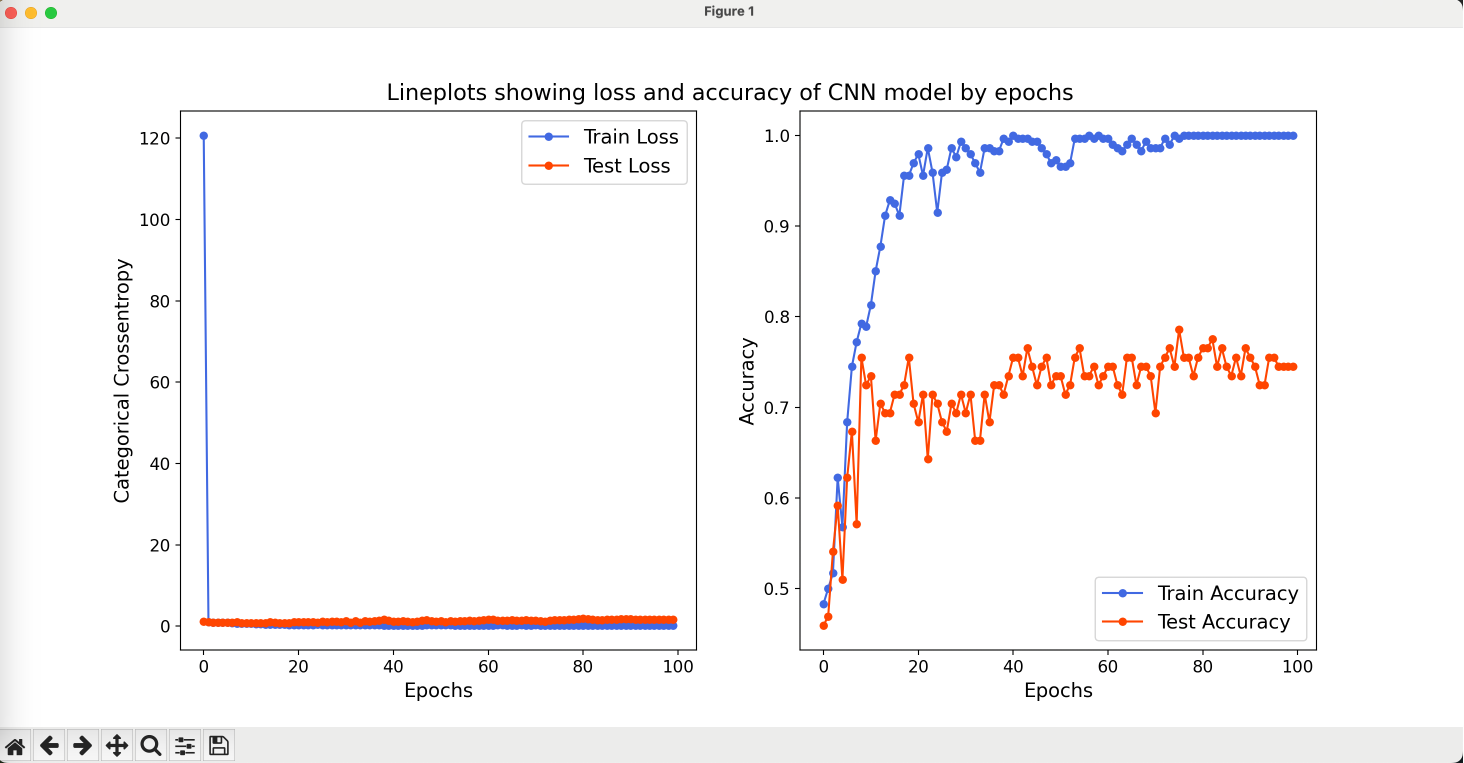 Figure 1
Lineplots showing loss and accuracy of CNN model by epochs
Categorical Crossentropy
120
100
80
60
40
20
0
0 20 40 60 80 100
Epochs
Train Loss
Test Loss
Accuracy
1.0
0.9
0.8
0.7
0.6
0.5
0 20 40 60 80 100
Epochs
Train Accuracy
Test Accuracy